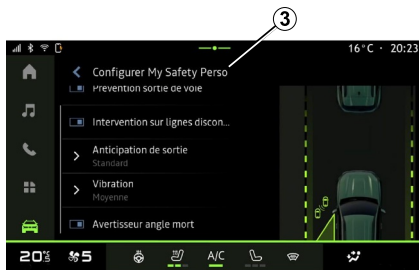 3
16°C · 20:23
Configurer My Safety Perso
Prévention sortie de voie
Intervention sur lignes discon...
Anticipation de sortie
Standard
Vibration
Moyenne
Avertisseur angle mort
20°5 5 A/C